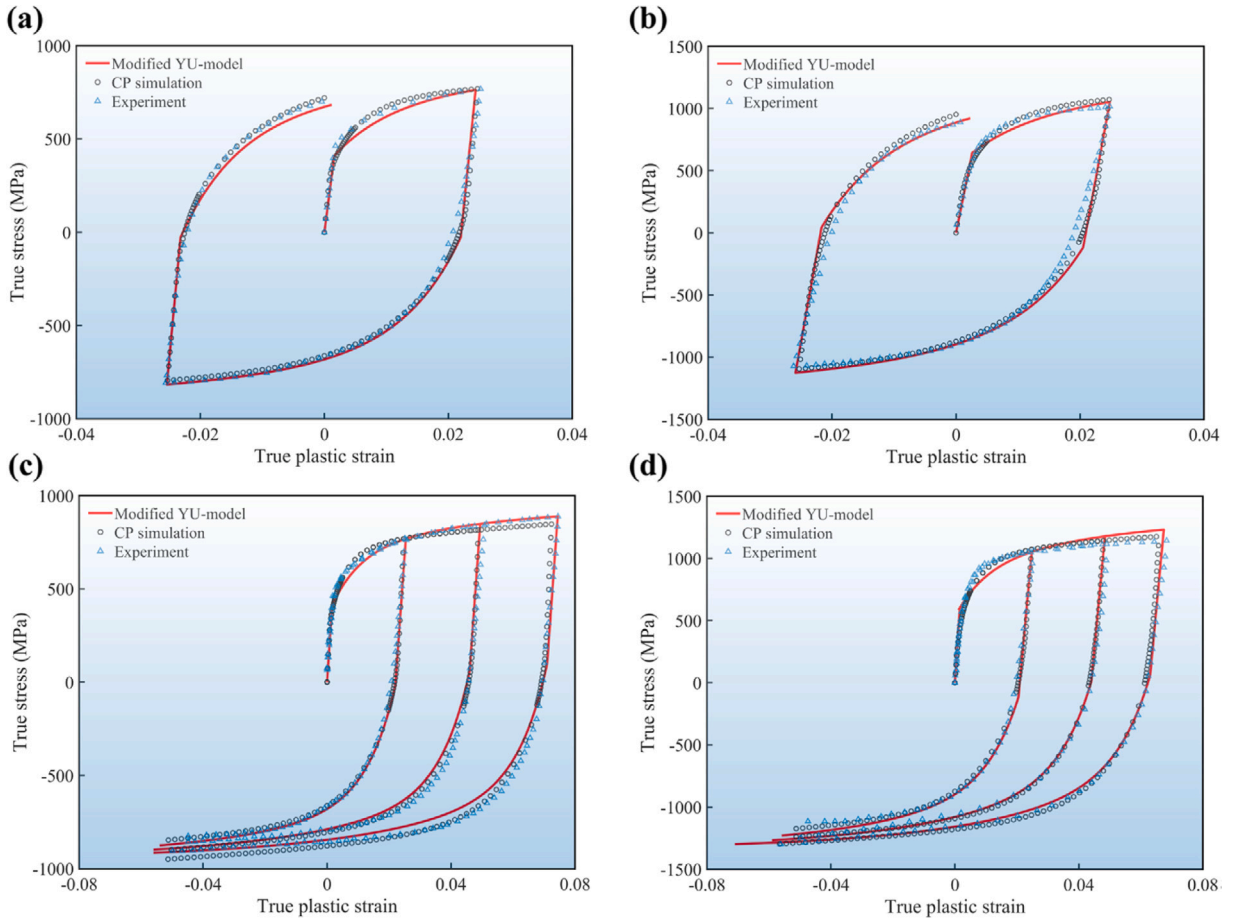 (a)
1000
500
0
-500
-1000
True stress (MPa)
Modified YU-model
CP simulation
Experiment
-0.04
-0.02
0
0.02
0.04
True plastic strain
(b)
1500
1000
500
0
-500
-1000
-1500
True stress (MPa)
Modified YU-model
CP simulation
Experiment
-0.04
-0.02
0
0.02
0.04
True plastic strain
(c)
1000
500
0
-500
-1000
True stress (MPa)
Modified YU-model
CP simulation
Experiment
-0.08
-0.04
0
0.04
0.08
True plastic strain
(d)
1500
1000
500
0
-500
-1000
-1500
True stress (MPa)
Modified YU-model
CP simulation
Experiment
-0.08
-0.04
0
0.04
0.08
True plastic strain